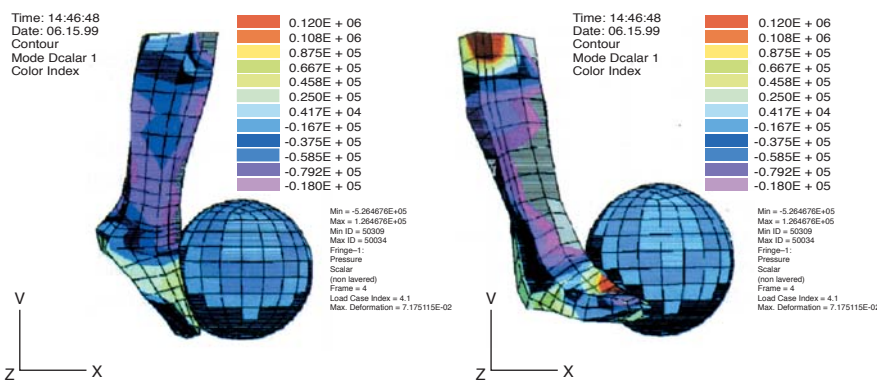 Time: 14:46:48
Date: 06.15.99
Contour
Mode Dcalar 1
Color Index
0.120E + 06
0.108E + 06
0.875E + 05
0.667E + 05
0.458E + 05
0.250E + 05
0.417E + 04
-0.167E + 05
-0.375E + 05
-0.585E + 05
-0.792E + 05
-0.180E + 05
Min = -5.264676E+05
Max = 1.264676E+05
Min ID = 50309
Max ID = 50034
Fringe–1:
Pressure
Scalar
(non lavered)
Frame = 4
Load Case Index = 4.1
Max. Deformation = 7.175115E-02
V
Z
X
Time: 14:46:48
Date: 06.15.99
Contour
Mode Dcalar 1
Color Index
0.120E + 06
0.108E + 06
0.875E + 05
0.667E + 05
0.458E + 05
0.250E + 05
0.417E + 04
-0.167E + 05
-0.375E + 05
-0.585E + 05
-0.792E + 05
-0.180E + 05
Min = -5.264676E+05
Max = 1.264676E+05
Min ID = 50309
Max ID = 50034
Fringe–1:
Pressure
Scalar
(non lavered)
Frame = 4
Load Case Index = 4.1
Max. Deformation = 7.175115E-02
V
Z
X